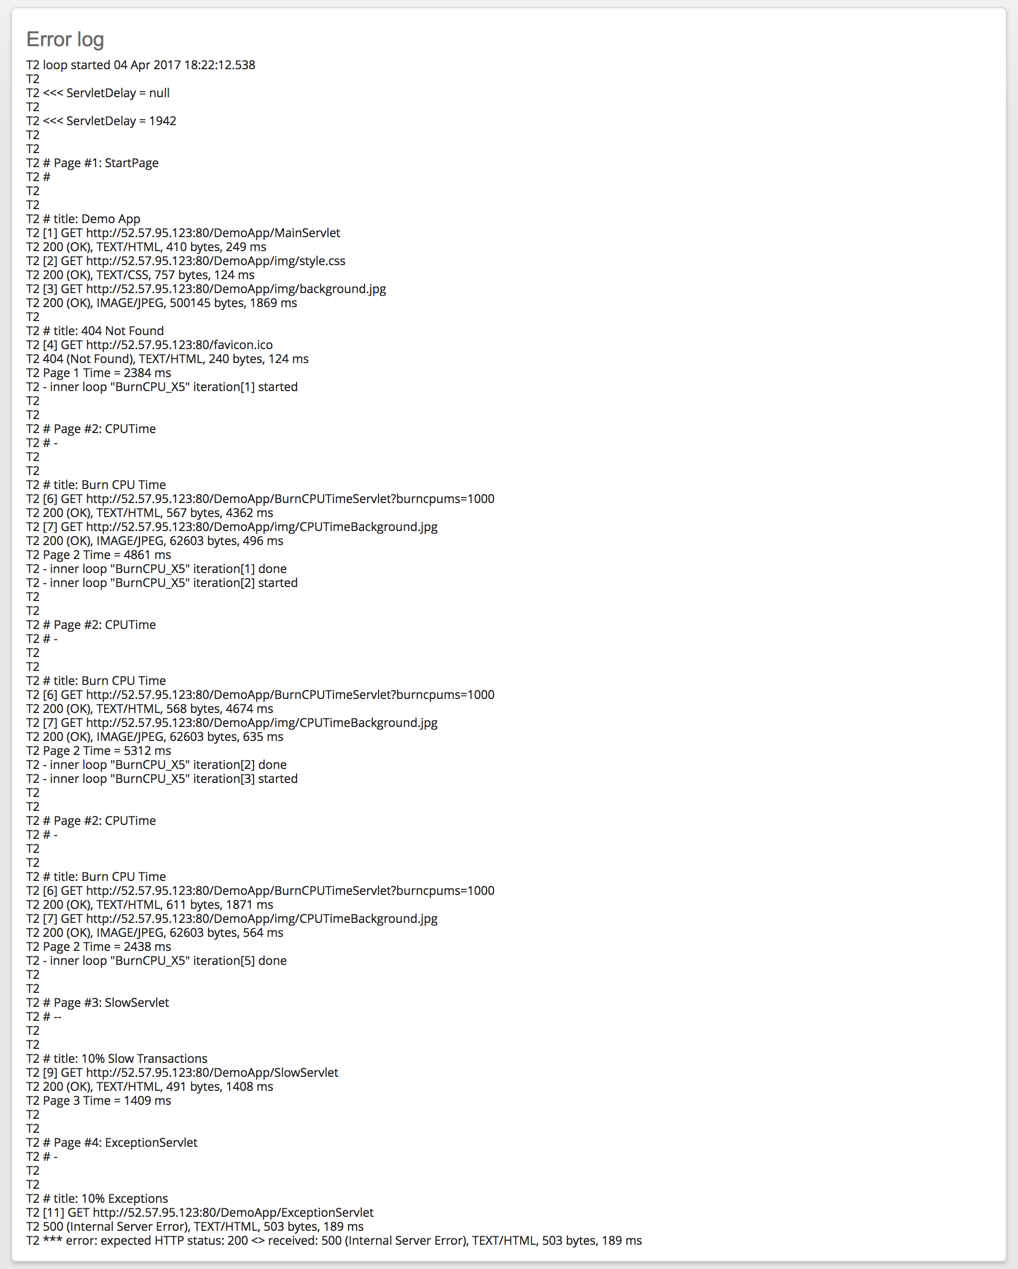 Error log
T2 loop started 04 Apr 2017 18:22:12.538
T2
T2 <<< ServletDelay = null
T2
T2 <<< ServletDelay = 1942
T2
T2
T2 # Page #1: StartPage
T2 #
T2
T2
T2 # title: Demo App
T2 [1] GET http://52.57.95.123:80/DemoApp/MainServlet
T2 200 (OK), TEXT/HTML, 410 bytes, 249 ms
T2 [2] GET http://52.57.95.123:80/DemoApp/img/style.css
T2 200 (OK), TEXT/CSS, 757 bytes, 124 ms
T2 [3] GET http://52.57.95.123:80/DemoApp/img/background.jpg
T2 200 (OK), IMAGE/JPEG, 500145 bytes, 1869 ms
T2
T2 # title: 404 Not Found
T2 [4] GET http://52.57.95.123:80/favicon.ico
T2 404 (Not Found), TEXT/HTML, 240 bytes, 124 ms
T2 Page 1 Time = 2384 ms
T2 - inner loop "BurnCPU_X5" iteration[1] started
T2
T2
T2 # Page #2: CPUTime
T2 # -
T2
T2
T2 # title: Burn CPU Time
T2 [6] GET http://52.57.95.123:80/DemoApp/BurnCPUTimeServlet?burncpums=1000
T2 200 (OK), TEXT/HTML, 567 bytes, 4362 ms
T2 [7] GET http://52.57.95.123:80/DemoApp/img/CPUTimeBackground.jpg
T2 200 (OK), IMAGE/JPEG, 62603 bytes, 496 ms
T2 Page 2 Time = 4861 ms
T2 - inner loop "BurnCPU_X5" iteration[1] done
T2 - inner loop "BurnCPU_X5" iteration[2] started
T2
T2
T2 # Page #2: CPUTime
T2 # -
T2
T2
T2 # title: Burn CPU Time
T2 [6] GET http://52.57.95.123:80/DemoApp/BurnCPUTimeServlet?burncpums=1000
T2 200 (OK), TEXT/HTML, 568 bytes, 4674 ms
T2 [7] GET http://52.57.95.123:80/DemoApp/img/CPUTimeBackground.jpg
T2 200 (OK), IMAGE/JPEG, 62603 bytes, 635 ms
T2 Page 2 Time = 5312 ms
T2 - inner loop "BurnCPU_X5" iteration[2] done
T2 - inner loop "BurnCPU_X5" iteration[3] started
T2
T2
T2 # Page #2: CPUTime
T2 # -
T2
T2
T2 # title: Burn CPU Time
T2 [6] GET http://52.57.95.123:80/DemoApp/BurnCPUTimeServlet?burncpums=1000
T2 200 (OK), TEXT/HTML, 611 bytes, 1871 ms
T2 [7] GET http://52.57.95.123:80/DemoApp/img/CPUTimeBackground.jpg
T2 200 (OK), IMAGE/JPEG, 62603 bytes, 564 ms
T2 Page 2 Time = 2438 ms
T2 - inner loop "BurnCPU_X5" iteration[5] done
T2
T2
T2 # Page #3: SlowServlet
T2 # --
T2
T2
T2 # title: 10% Slow Transactions
T2 [9] GET http://52.57.95.123:80/DemoApp/SlowServlet
T2 200 (OK), TEXT/HTML, 491 bytes, 1408 ms
T2 Page 3 Time = 1409 ms
T2
T2
T2 # Page #4: ExceptionServlet
T2 # -
T2
T2
T2 # title: 10% Exceptions
T2 [11] GET http://52.57.95.123:80/DemoApp/ExceptionServlet
T2 500 (Internal Server Error), TEXT/HTML, 503 bytes, 189 ms
T2 *** error: expected HTTP status: 200 <> received: 500 (Internal Server Error), TEXT/HTML, 503 bytes, 189 ms